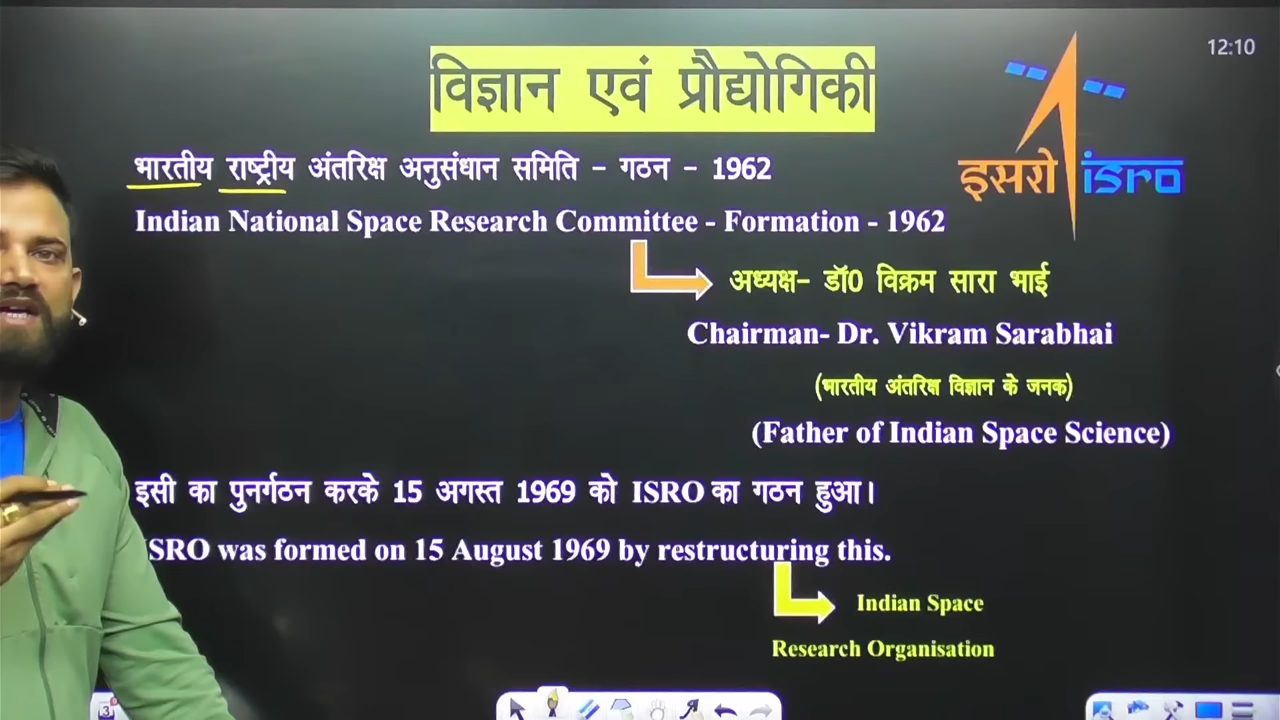 विज्ञान एवं प्रौद्योगिकी
12:10
इसरो isro
भारतीय राष्ट्रीय अंतरिक्ष अनुसंधान समिति – गठन – 1962
Indian National Space Research Committee - Formation - 1962
अध्यक्ष– डॉ0 विक्रम सारा भाई
Chairman- Dr. Vikram Sarabhai
(भारतीय अंतरिक्ष विज्ञान के जनक)
(Father of Indian Space Science)
इसी का पुनर्गठन करके 15 अगस्त 1969 को ISRO का गठन हुआ।
SRO was formed on 15 August 1969 by restructuring this.
Indian Space
Research Organisation
3